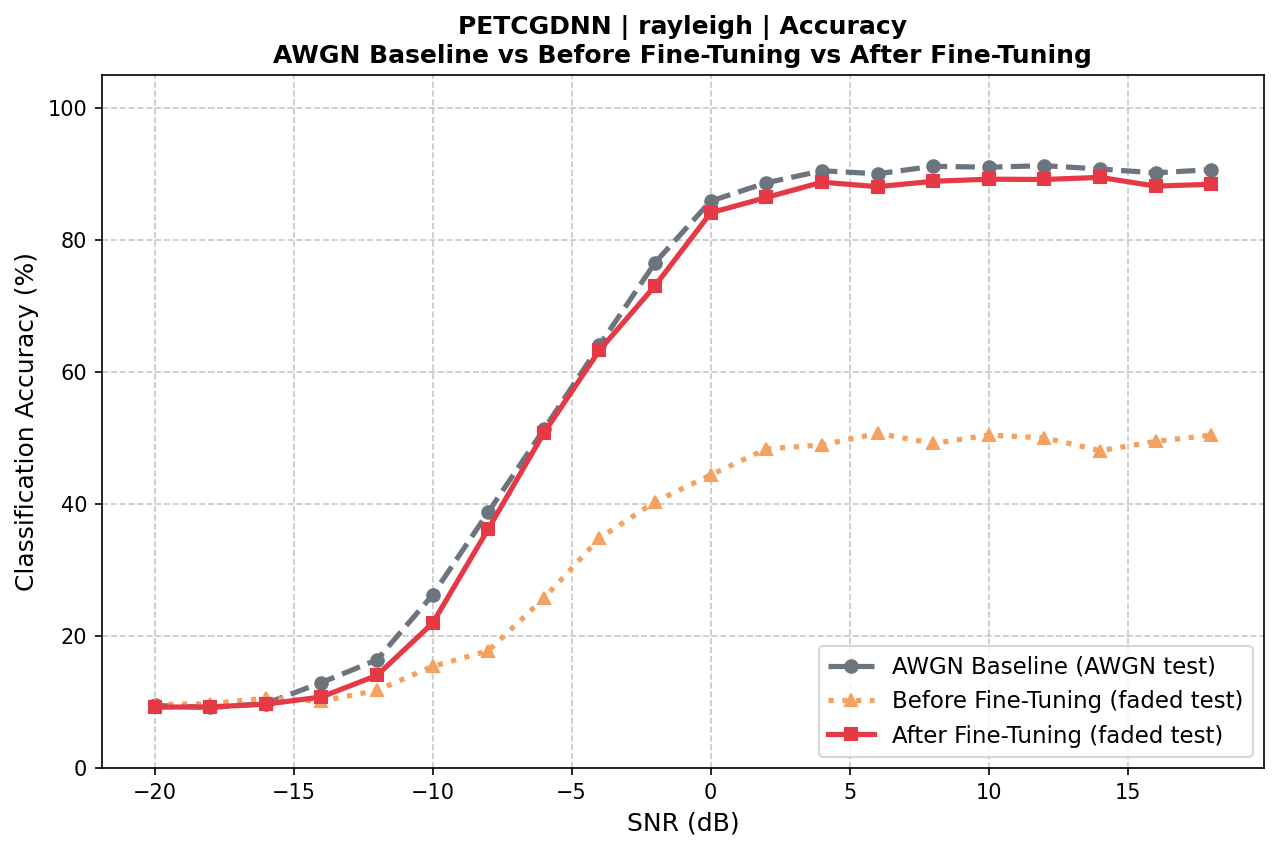 PETCGDNN | rayleigh | Accuracy
AWGN Baseline vs Before Fine-Tuning vs After Fine-Tuning
Classification Accuracy (%)
100
80
60
40
20
0
AWGN Baseline (AWGN test)
Before Fine-Tuning (faded test)
After Fine-Tuning (faded test)
−20 −15 −10 −5 0 5 10 15
SNR (dB)